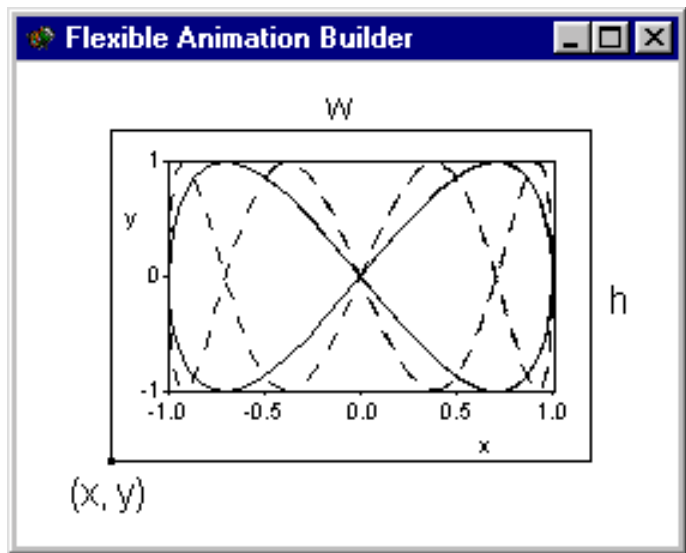 Flexible Animation Builder
W
1
y
0
h
-1
-1.0 -0.5 0.0 0.5 1.0
x
(x, y)